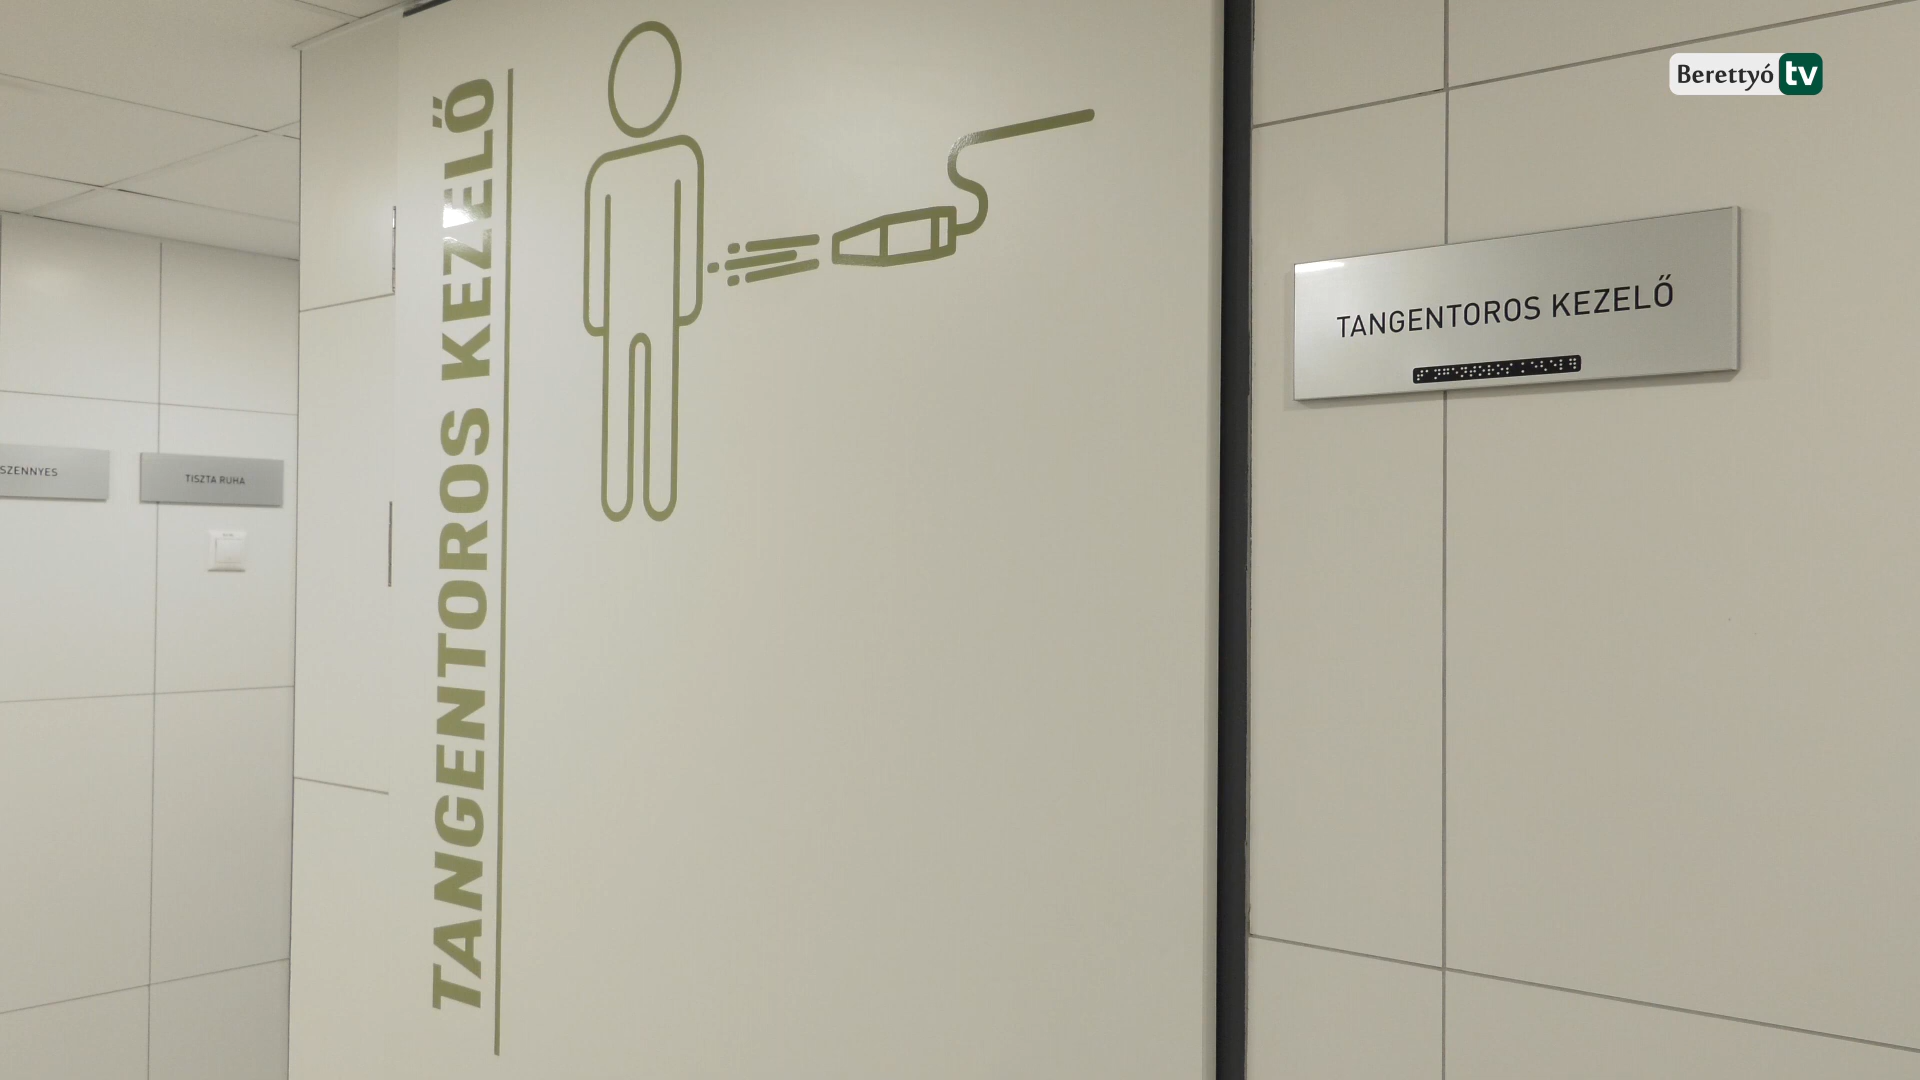 TANGENTOROS KEZELŐ
Berettyó tv
TANGENTOROS KEZELŐ
SZENNYES
TISZTA RUHA